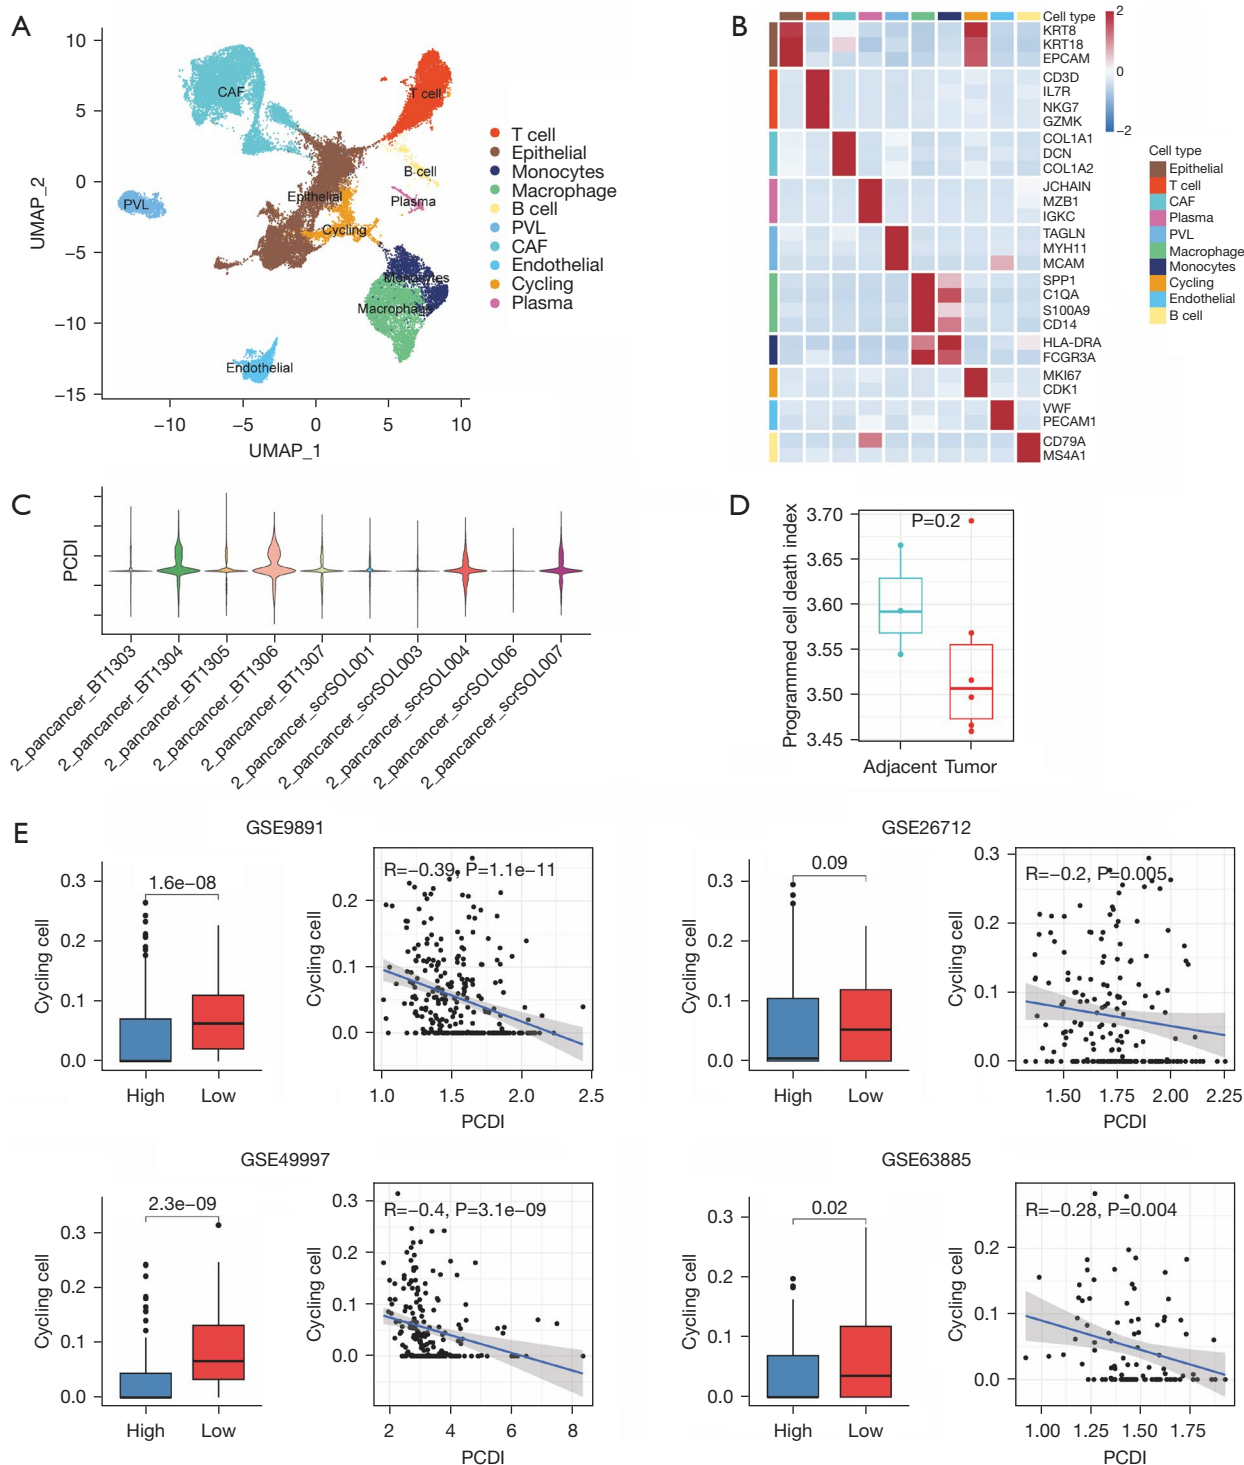 A
UMAP_2
10
5
0
−5
−10
−15
−10
−5
0
5
10
UMAP_1
CAF
T cell
B cell
Epithelial
Plasma
PVL
Cycling
Monocytes
Macrophage
Endothelial
T cell
Epithelial
Monocytes
Macrophage
B cell
PVL
CAF
Endothelial
Cycling
Plasma
B
Cell type
KRT8
KRT18
EPCAM
CD3D
IL7R
NKG7
GZMK
COL1A1
DCN
COL1A2
JCHAIN
MZB1
IGKC
TAGLN
MYH11
MCAM
SPP1
C1QA
S100A9
CD14
HLA-DRA
FCGR3A
MKI67
CDK1
VWF
PECAM1
CD79A
MS4A1
2
0
−2
Cell type
Epithelial
T cell
CAF
Plasma
PVL
Macrophage
Monocytes
Cycling
Endothelial
B cell
C
PCDI
2_pancancer_BT1303
2_pancancer_BT1304
2_pancancer_BT1305
2_pancancer_BT1306
2_pancancer_BT1307
2_pancancer_scrSOL001
2_pancancer_scrSOL003
2_pancancer_scrSOL004
2_pancancer_scrSOL006
2_pancancer_scrSOL007
D
Programmed cell death index
3.70
3.65
3.60
3.55
3.50
3.45
P=0.2
Adjacent Tumor
E
GSE9891
Cycling cell
0.3
0.2
0.1
0.0
1.6e−08
High Low
Cycling cell
0.2
0.1
0.0
R=−0.39, P=1.1e−11
1.0 1.5 2.0 2.5
PCDI
GSE26712
Cycling cell
0.3
0.2
0.1
0.0
0.09
High Low
Cycling cell
0.3
0.2
0.1
0.0
R=−0.2, P=0.005
1.50 1.75 2.00 2.25
PCDI
GSE49997
Cycling cell
0.3
0.2
0.1
0.0
2.3e−09
High Low
Cycling cell
0.3
0.2
0.1
0.0
R=−0.4, P=3.1e−09
2 4 6 8
PCDI
GSE63885
Cycling cell
0.3
0.2
0.1
0.0
0.02
High Low
Cycling cell
0.2
0.1
0.0
R=−0.28, P=0.004
1.00 1.25 1.50 1.75
PCDI